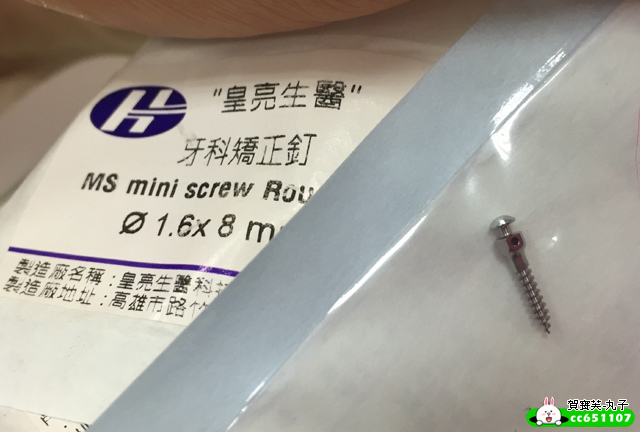 "皇亮生醫"
牙科矯正釘
MS mini screw Rou
Ø 1.6x 8 m
製造廠名稱：皇亮生醫科技
製造廠地址：高雄市路竹
賀寶芙-丸子
cc651107